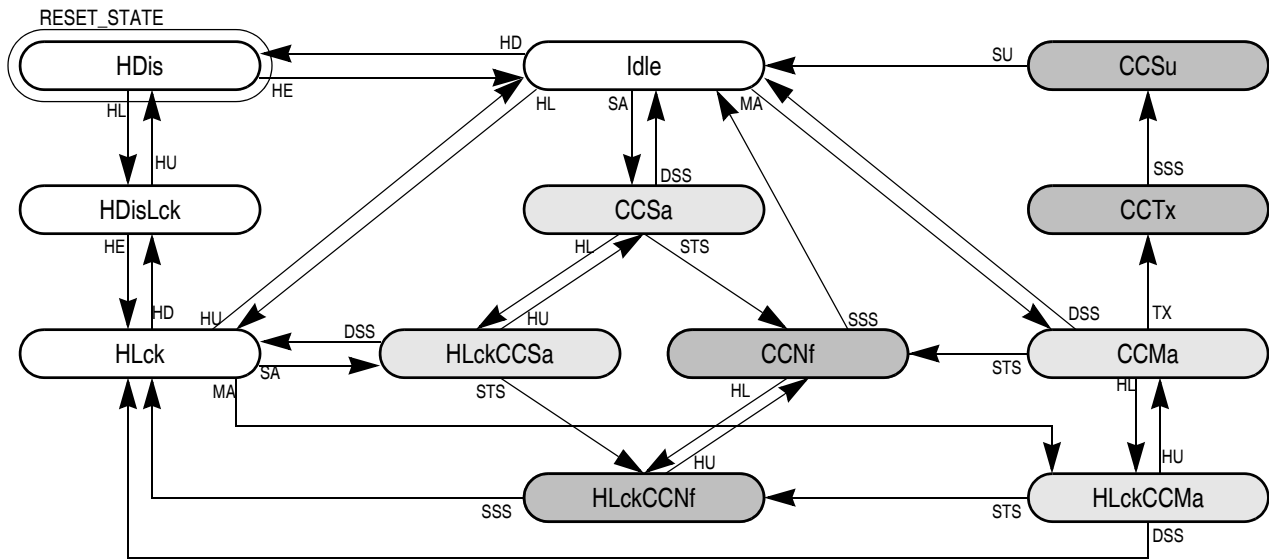 RESET_STATE
HDis
HD
Idle
SU
CCSu
HE
HL
HL
SA
MA
HU
DSS
SSS
HDisLck
CCSa
CCTx
HE
HL
STS
HD
HU
DSS
HU
SSS
DSS
TX
HLck
HLckCCSa
CCNf
CCMa
SA
STS
MA
STS
HL
HL
HU
HU
HLckCCNf
HLckCCMa
SSS
STS
DSS